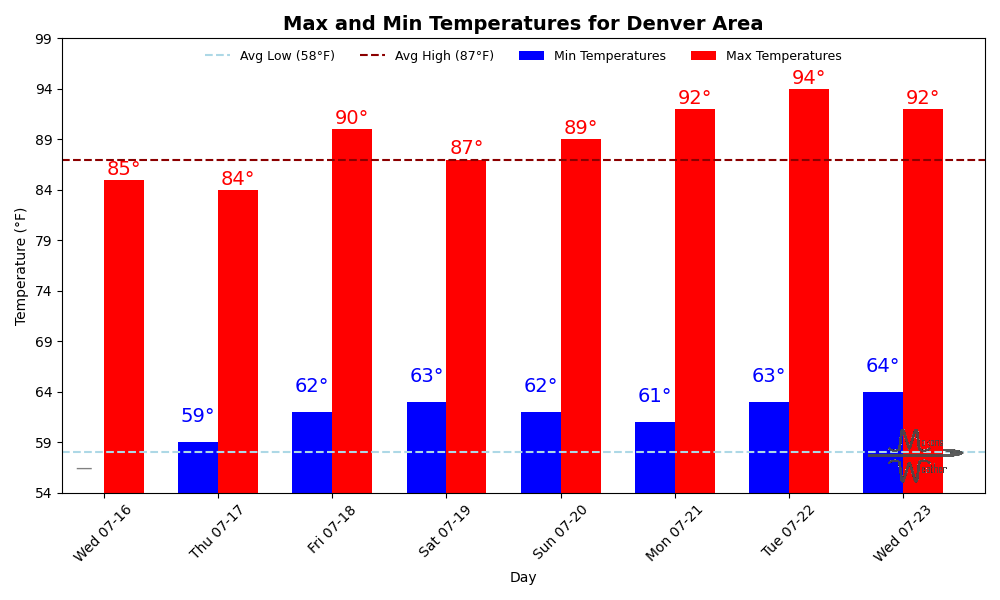 Max and Min Temperatures for Denver Area
Avg Low (58°F) Avg High (87°F) Min Temperatures Max Temperatures
99
94
89
84
79
74
69
64
59
54
Temperature (°F)
85° 84° 90° 87° 89° 92° 94° 92°
— 59° 62° 63° 62° 61° 63° 64°
Wed 07-16 Thu 07-17 Fri 07-18 Sat 07-19 Sun 07-20 Mon 07-21 Tue 07-22 Wed 07-23
Day